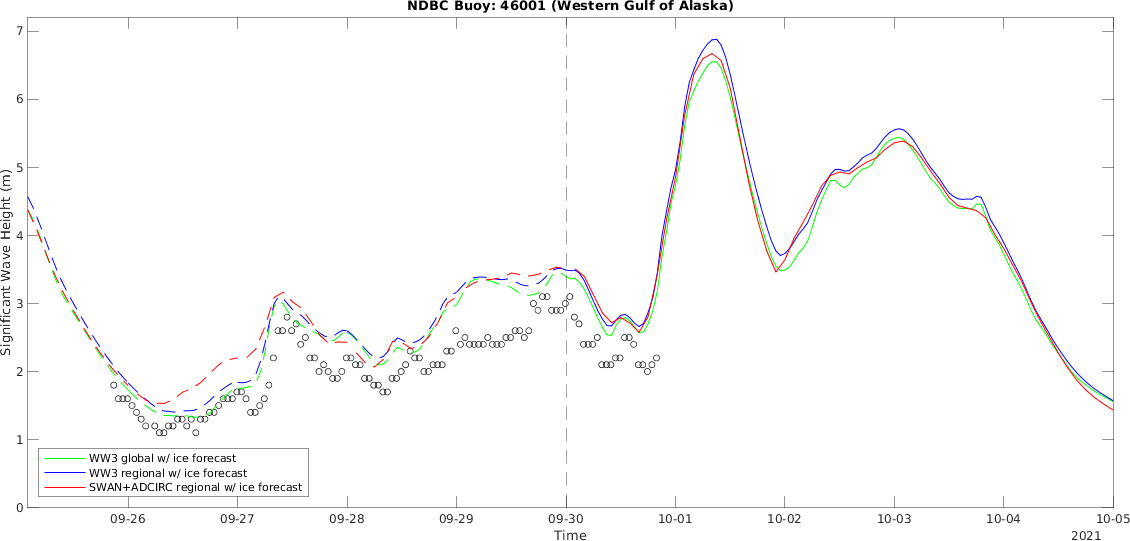 NDBC Buoy: 46001 (Western Gulf of Alaska)
7
6
5
4
3
2
1
0
Significant Wave Height (m)
WW3 global w/ ice forecast
WW3 regional w/ ice forecast
SWAN+ADCIRC regional w/ ice forecast
09-26 09-27 09-28 09-29 09-30 10-01 10-02 10-03 10-04 10-05
Time
2021